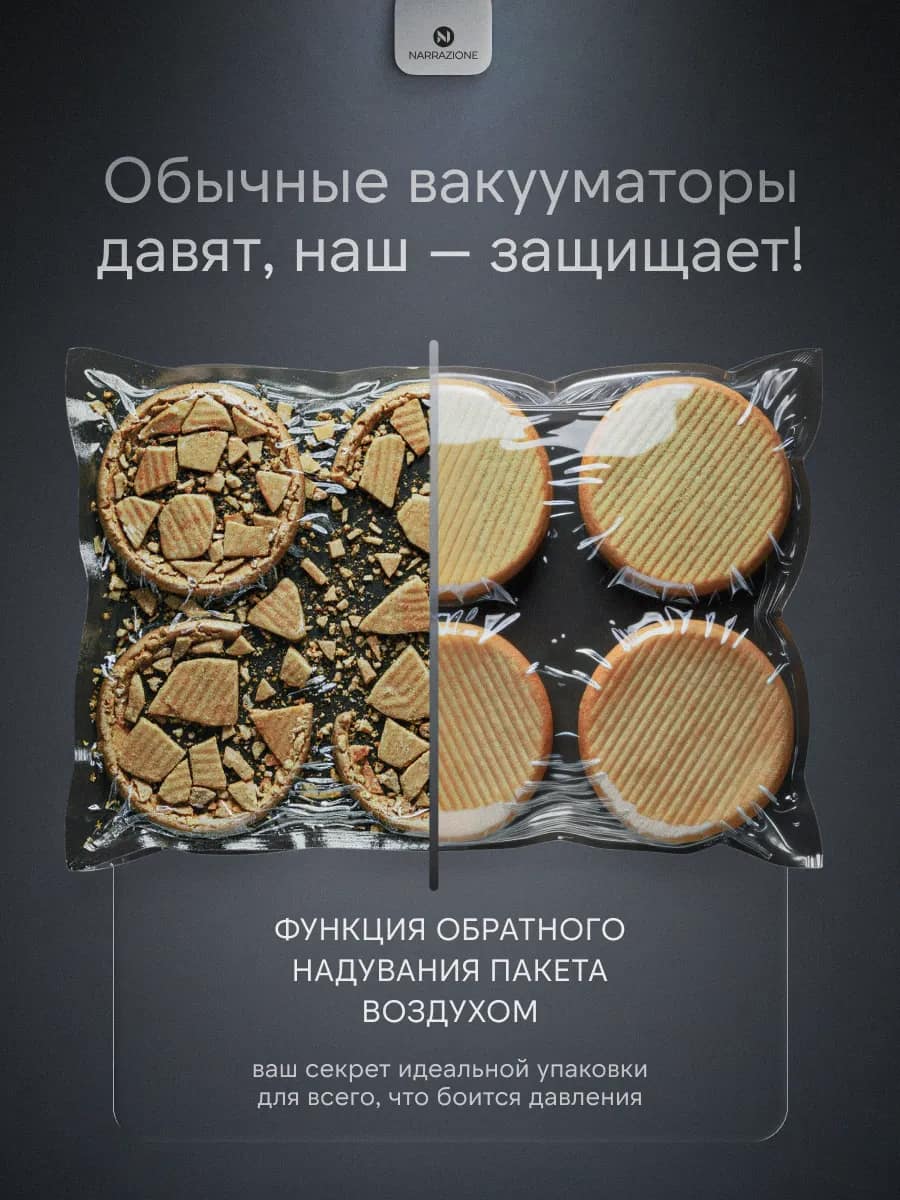 NARRAZIONE
Обычные вакууматоры
давят, наш — защищает!
ФУНКЦИЯ ОБРАТНОГО
НАДУВАНИЯ ПАКЕТА
ВОЗДУХОМ
ваш секрет идеальной упаковки
для всего, что боится давления